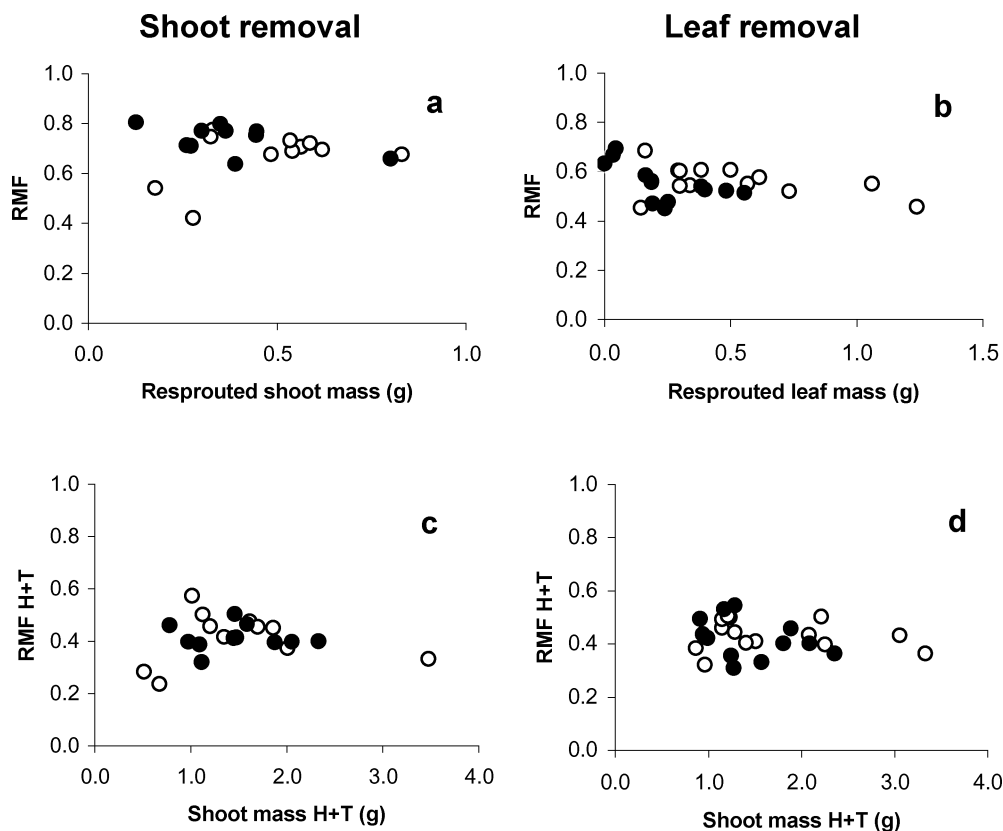 Shoot removal
Leaf removal
1.0
0.8
0.6
0.4
0.2
0.0
RMF
a
0.0
0.5
1.0
Resprouted shoot mass (g)
1.0
0.8
0.6
0.4
0.2
0.0
RMF
b
0.0
0.5
1.0
1.5
Resprouted leaf mass (g)
1.0
0.8
0.6
0.4
0.2
0.0
RMF H+T
c
0.0
1.0
2.0
3.0
4.0
Shoot mass H+T (g)
1.0
0.8
0.6
0.4
0.2
0.0
RMF H+T
d
0.0
1.0
2.0
3.0
4.0
Shoot mass H+T (g)